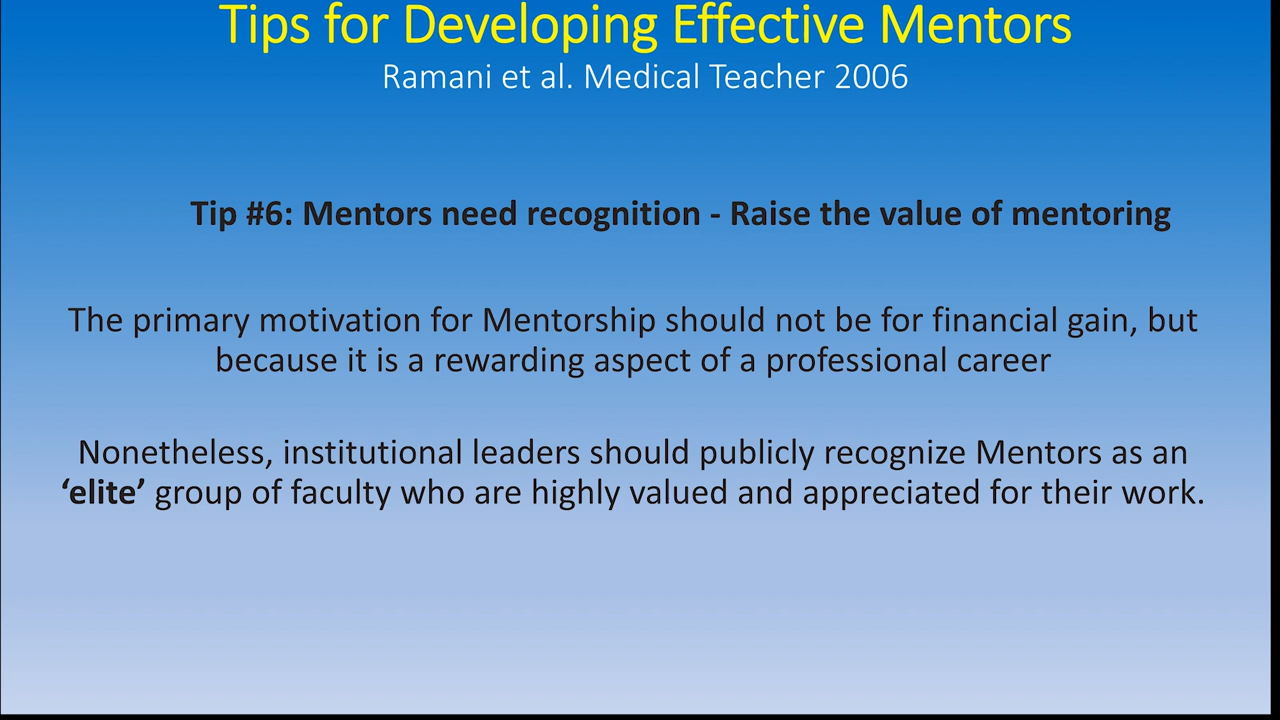 Tips for Developing Effective Mentors
Ramani et al. Medical Teacher 2006
Tip #6: Mentors need recognition - Raise the value of mentoring
The primary motivation for Mentorship should not be for financial gain, but
because it is a rewarding aspect of a professional career
Nonetheless, institutional leaders should publicly recognize Mentors as an
‘elite’ group of faculty who are highly valued and appreciated for their work.